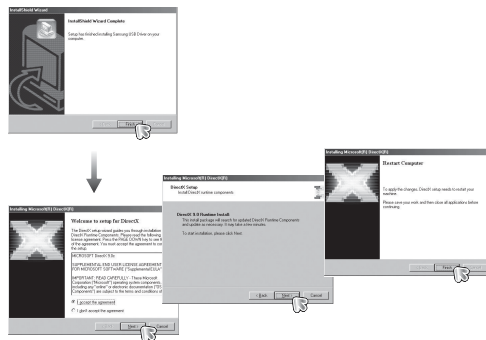 InstallShield Wizard
InstallShield Wizard Complete
Setup has finished installing Samsung USB Driver on your
computer.
Finish
Installing Microsoft(R) DirectX(R)
Welcome to setup for DirectX
The DirectX setup wizard guides you through installation
DirectX Runtime Components. Please read the following
license agreement. Press the PAGE DOWN key to see
of the agreement. You must accept the agreement to
the setup.
MICROSOFT DirectX 9.0c
SUPPLEMENTAL END USER LICENSE AGREEMENT
FOR MICROSOFT SOFTWARE ("Supplemental EULA"
IMPORTANT: READ CAREFULLY - These Microsoft
Corporation ("Microsoft") operating system components,
including any "online" or electronic documentation ("OS
Components") are subject to the terms and conditions of
I accept the agreement
I don't accept the agreement
Next >
Cancel
Installing Microsoft(R) DirectX(R)
DirectX Setup
Install DirectX runtime components
DirectX 9.0 Runtime Install:
This install package will search for updated DirectX Runtime Components
and update as necessary. It may take a few minutes.
To start installation, please click Next.
< Back
Next >
Cancel
Installing Microsoft(R) DirectX(R)
Restart Computer
To apply the changes, DirectX setup needs to restart your
machine.
Please save your work and then close all applications before
continuing.
Finish